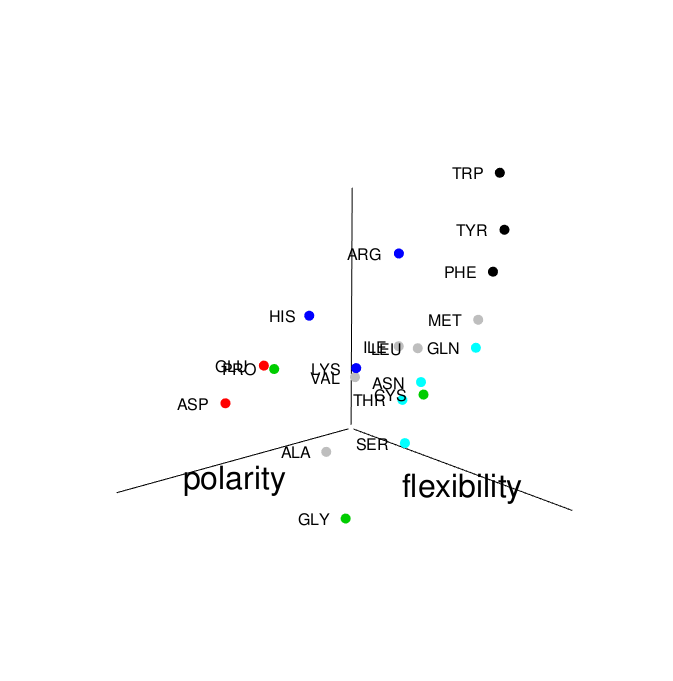 TRP
TYR
ARG
PHE
HIS
MET
ILE
LEU
GLN
GLU
PRO
LYS
VAL
ASN
CYS
THR
ASP
SER
ALA
polarity
flexibility
GLY